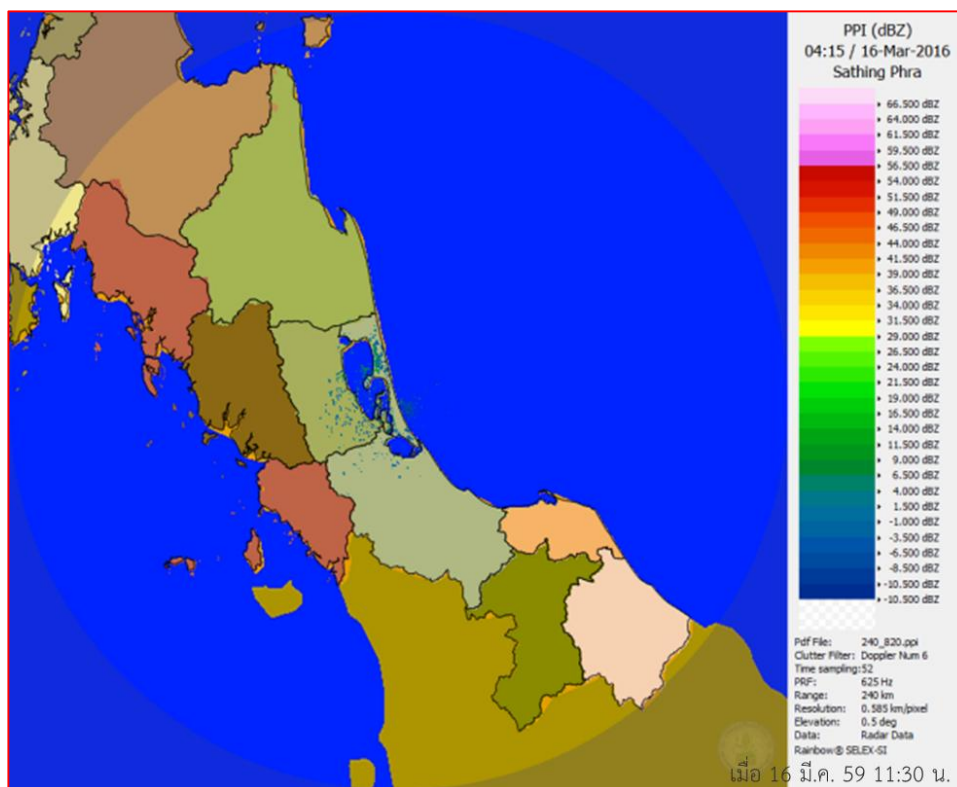 PPI (dBZ)
04:15 / 16-Mar-2016
Sathing Phra
66.500 dBZ
64.000 dBZ
61.500 dBZ
59.500 dBZ
56.500 dBZ
54.000 dBZ
51.500 dBZ
49.000 dBZ
46.500 dBZ
44.000 dBZ
41.500 dBZ
39.000 dBZ
36.500 dBZ
34.000 dBZ
31.500 dBZ
29.000 dBZ
26.500 dBZ
24.000 dBZ
21.500 dBZ
19.000 dBZ
16.500 dBZ
14.000 dBZ
11.500 dBZ
9.000 dBZ
6.500 dBZ
4.000 dBZ
1.500 dBZ
-1.000 dBZ
-3.500 dBZ
-6.500 dBZ
-8.500 dBZ
-10.500 dBZ
-10.500 dBZ
Pdf File: 240_820.ppi
Clutter Filter: Doppler Num 6
Time sampling:52
PRF: 625 Hz
Range: 240 km
Resolution: 0.585 km/pixel
Elevation: 0.5 deg
Data: Radar Data
Rainbow® SELEX-SI
เมื่อ 16 มี.ค. 59 11:30 น.